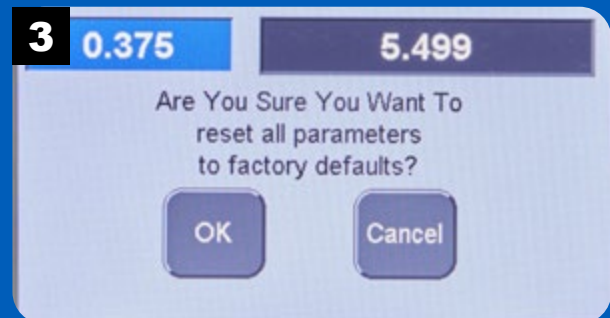 3
0.375 5.499
Are You Sure You Want To
reset all parameters
to factory defaults?
OK Cancel